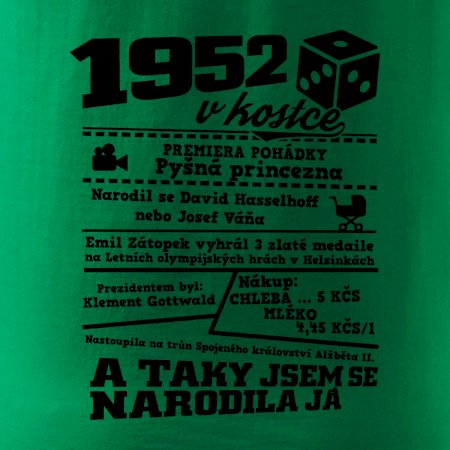 1952
v kostce
PREMIERA POHÁDKY
Pyšná princezna
Narodil se David Hasselhoff
nebo Josef Váňa
Emil Zátopek vyhrál 3 zlaté medaile
na Letních olympijských hrách v Helsinkách
Prezidentem byl:
Klement Gottwald
Nákup:
CHLEBA ... 5 KČS
MLÉKO
4,45 KČS/l
Nastoupila na trůn Spojeného království Alžběta II.
A TAKY JSEM SE
NARODILA JÁ